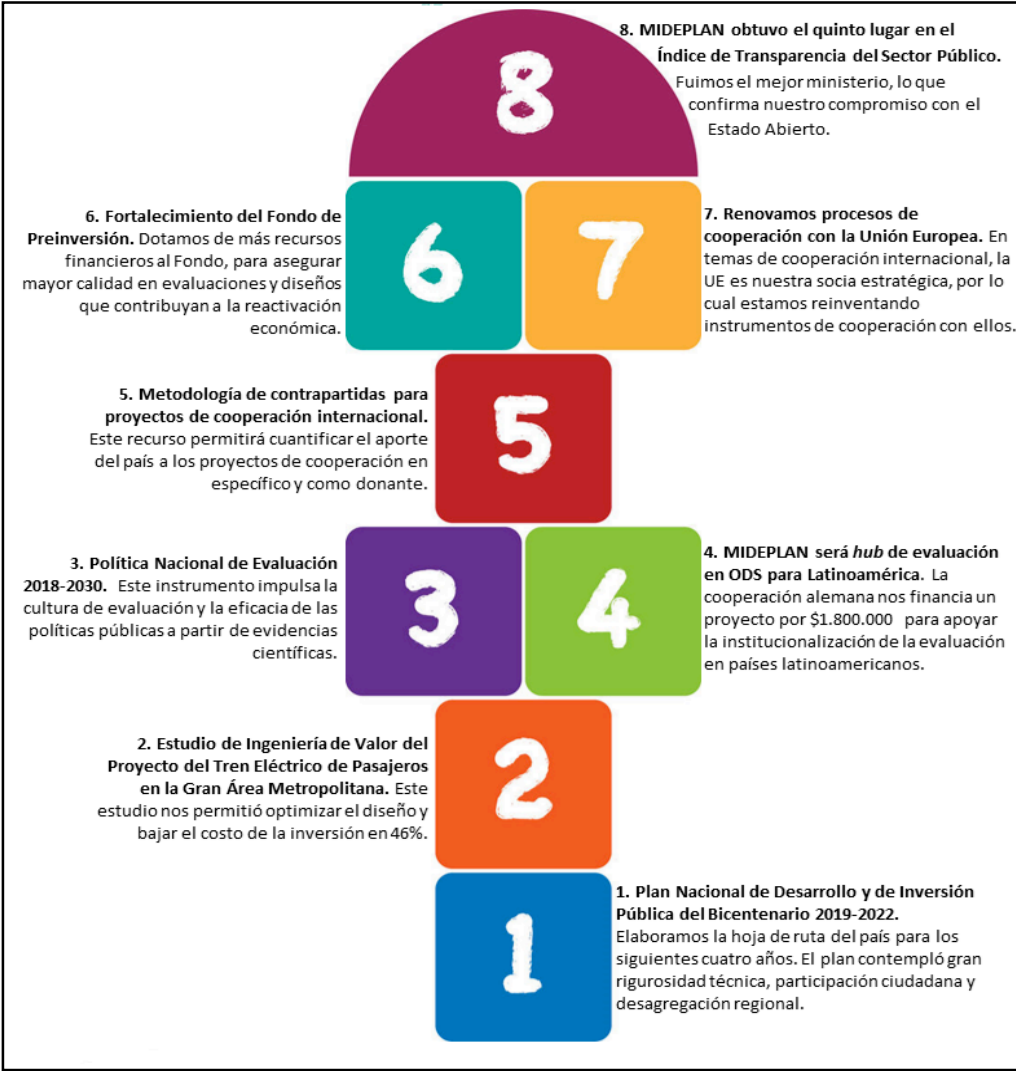 8
8. MIDEPLAN obtuvo el quinto lugar en el
Índice de Transparencia del Sector Público.
Fuimos el mejor ministerio, lo que
confirma nuestro compromiso con el
Estado Abierto.
6. Fortalecimiento del Fondo de
Preinversión. Dotamos de más recursos
financieros al Fondo, para asegurar
mayor calidad en evaluaciones y diseños
que contribuyan a la reactivación
económica.
6
7
7. Renovamos procesos de
cooperación con la Unión Europea. En
temas de cooperación internacional, la
UE es nuestra socia estratégica, por lo
cual estamos reinventando
instrumentos de cooperación con ellos.
5. Metodología de contrapartidas para
proyectos de cooperación internacional.
Este recurso permitirá cuantificar el aporte
del país a los proyectos de cooperación en
específico y como donante.
5
3. Política Nacional de Evaluación
2018-2030. Este instrumento impulsa la
cultura de evaluación y la eficacia de las
políticas públicas a partir de evidencias
científicas.
3
4
4. MIDEPLAN será hub de evaluación
en ODS para Latinoamérica. La
cooperación alemana nos financia un
proyecto por $1.800.000 para apoyar
la institucionalización de la evaluación
en países latinoamericanos.
2. Estudio de Ingeniería de Valor del
Proyecto del Tren Eléctrico de Pasajeros
en la Gran Área Metropolitana. Este
estudio nos permitió optimizar el diseño y
bajar el costo de la inversión en 46%.
2
1
1. Plan Nacional de Desarrollo y de Inversión
Pública del Bicentenario 2019-2022.
Elaboramos la hoja de ruta del país para los
siguientes cuatro años. El plan contempló gran
rigurosidad técnica, participación ciudadana y
desagregación regional.